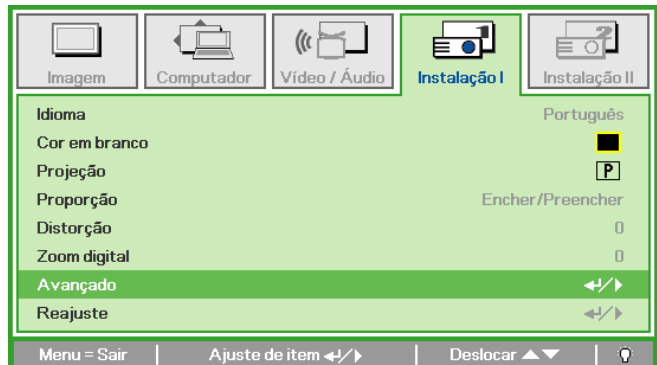 Imagem Computador Vídeo / Áudio Instalação I Instalação II
Idioma Português
Cor em branco
Projeção P
Proporção Encher/Preencher
Distorção 0
Zoom digital 0
Avançado
Reajuste
Menu = Sair Ajuste de item Deslocar